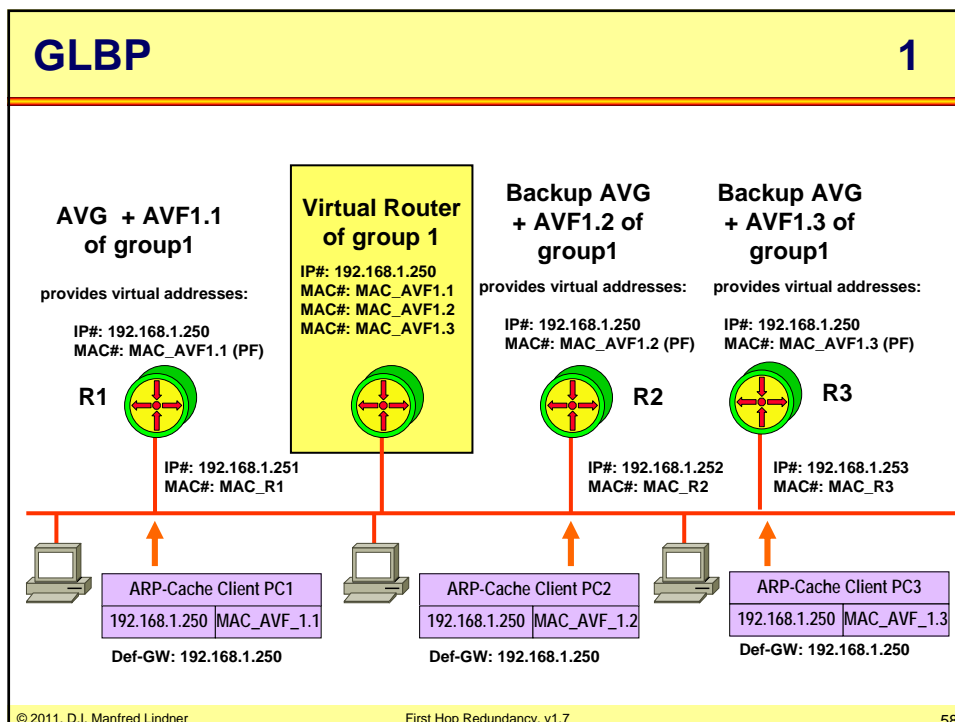 GLBP 1
AVG + AVF1.1
of group1
provides virtual addresses:
IP#: 192.168.1.250
MAC#: MAC_AVF1.1 (PF)
R1
Virtual Router
of group 1
IP#: 192.168.1.250
MAC#: MAC_AVF1.1
MAC#: MAC_AVF1.2
MAC#: MAC_AVF1.3
Backup AVG
+ AVF1.2 of
group1
provides virtual addresses:
IP#: 192.168.1.250
MAC#: MAC_AVF1.2 (PF)
R2
Backup AVG
+ AVF1.3 of
group1
provides virtual addresses:
IP#: 192.168.1.250
MAC#: MAC_AVF1.3 (PF)
R3
IP#: 192.168.1.251
MAC#: MAC_R1
IP#: 192.168.1.252
MAC#: MAC_R2
IP#: 192.168.1.253
MAC#: MAC_R3
ARP-Cache Client PC1
192.168.1.250 MAC_AVF_1.1
Def-GW: 192.168.1.250
ARP-Cache Client PC2
192.168.1.250 MAC_AVF_1.2
Def-GW: 192.168.1.250
ARP-Cache Client PC3
192.168.1.250 MAC_AVF_1.3
Def-GW: 192.168.1.250
© 2011, D.I. Manfred Lindner First Hop Redundancy, v1.7 58